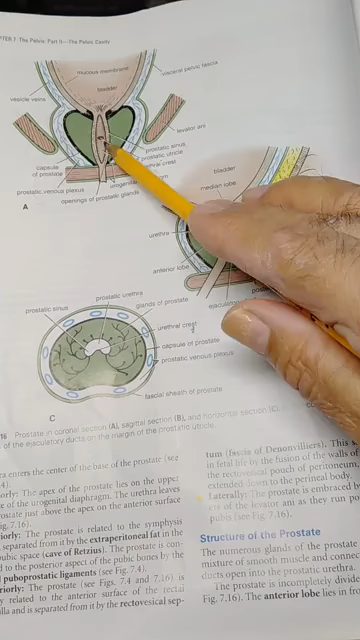 CHAPTER 7 The Pelvis: Part II—The Pelvic Cavity
mucous membrane
visceral pelvic fascia
bladder
vesicle veins
levator ani
prostatic sinus
prostatic utricle
urethral crest
capsule
of prostate
prostatic venous plexus
openings of prostatic glands
A
bladder
median lobe
urethra
anterior lobe
prostatic urethra
prostatic sinus
glands of prostate
urethral crest
capsule of prostate
prostatic venous plexus
fascial sheath of prostate
C
Prostate in coronal section (A), sagittal section (B), and horizontal section (C).
of the ejaculatory ducts on the margin of the prostatic utricle.
enters the center of the base of the prostate (see
The apex of the prostate lies on the upper
of the urogenital diaphragm. The urethra leaves
prostate just above the apex on the anterior surface
Fig. 7.16).
The prostate is related to the symphysis
separated from it by the extraperitoneal fat in
The prostate is
(cave of Retzius).
to the posterior aspect of the pubic bones by the
puboprostatic ligaments (see Fig. 7.4).
The prostate (see Figs. 7.4 and 7.16) is
related to the anterior surface of the rectal
and is separated from it by the rectovesical sep-
tum (fascia of Denonvilliers). This
in fetal life by the fusion of the walls of
the rectovesical pouch of peritoneum,
extended down to the perineal body.
Laterally: The prostate is embraced by
of the levator ani as they run
pubis (see Fig. 7.16).
Structure of the Prostate
The numerous glands of the prostate
mixture of smooth muscle and
ducts open into the prostatic urethra.
The prostate is incompletely divided
Fig. 7.16). The anterior lobe lies in